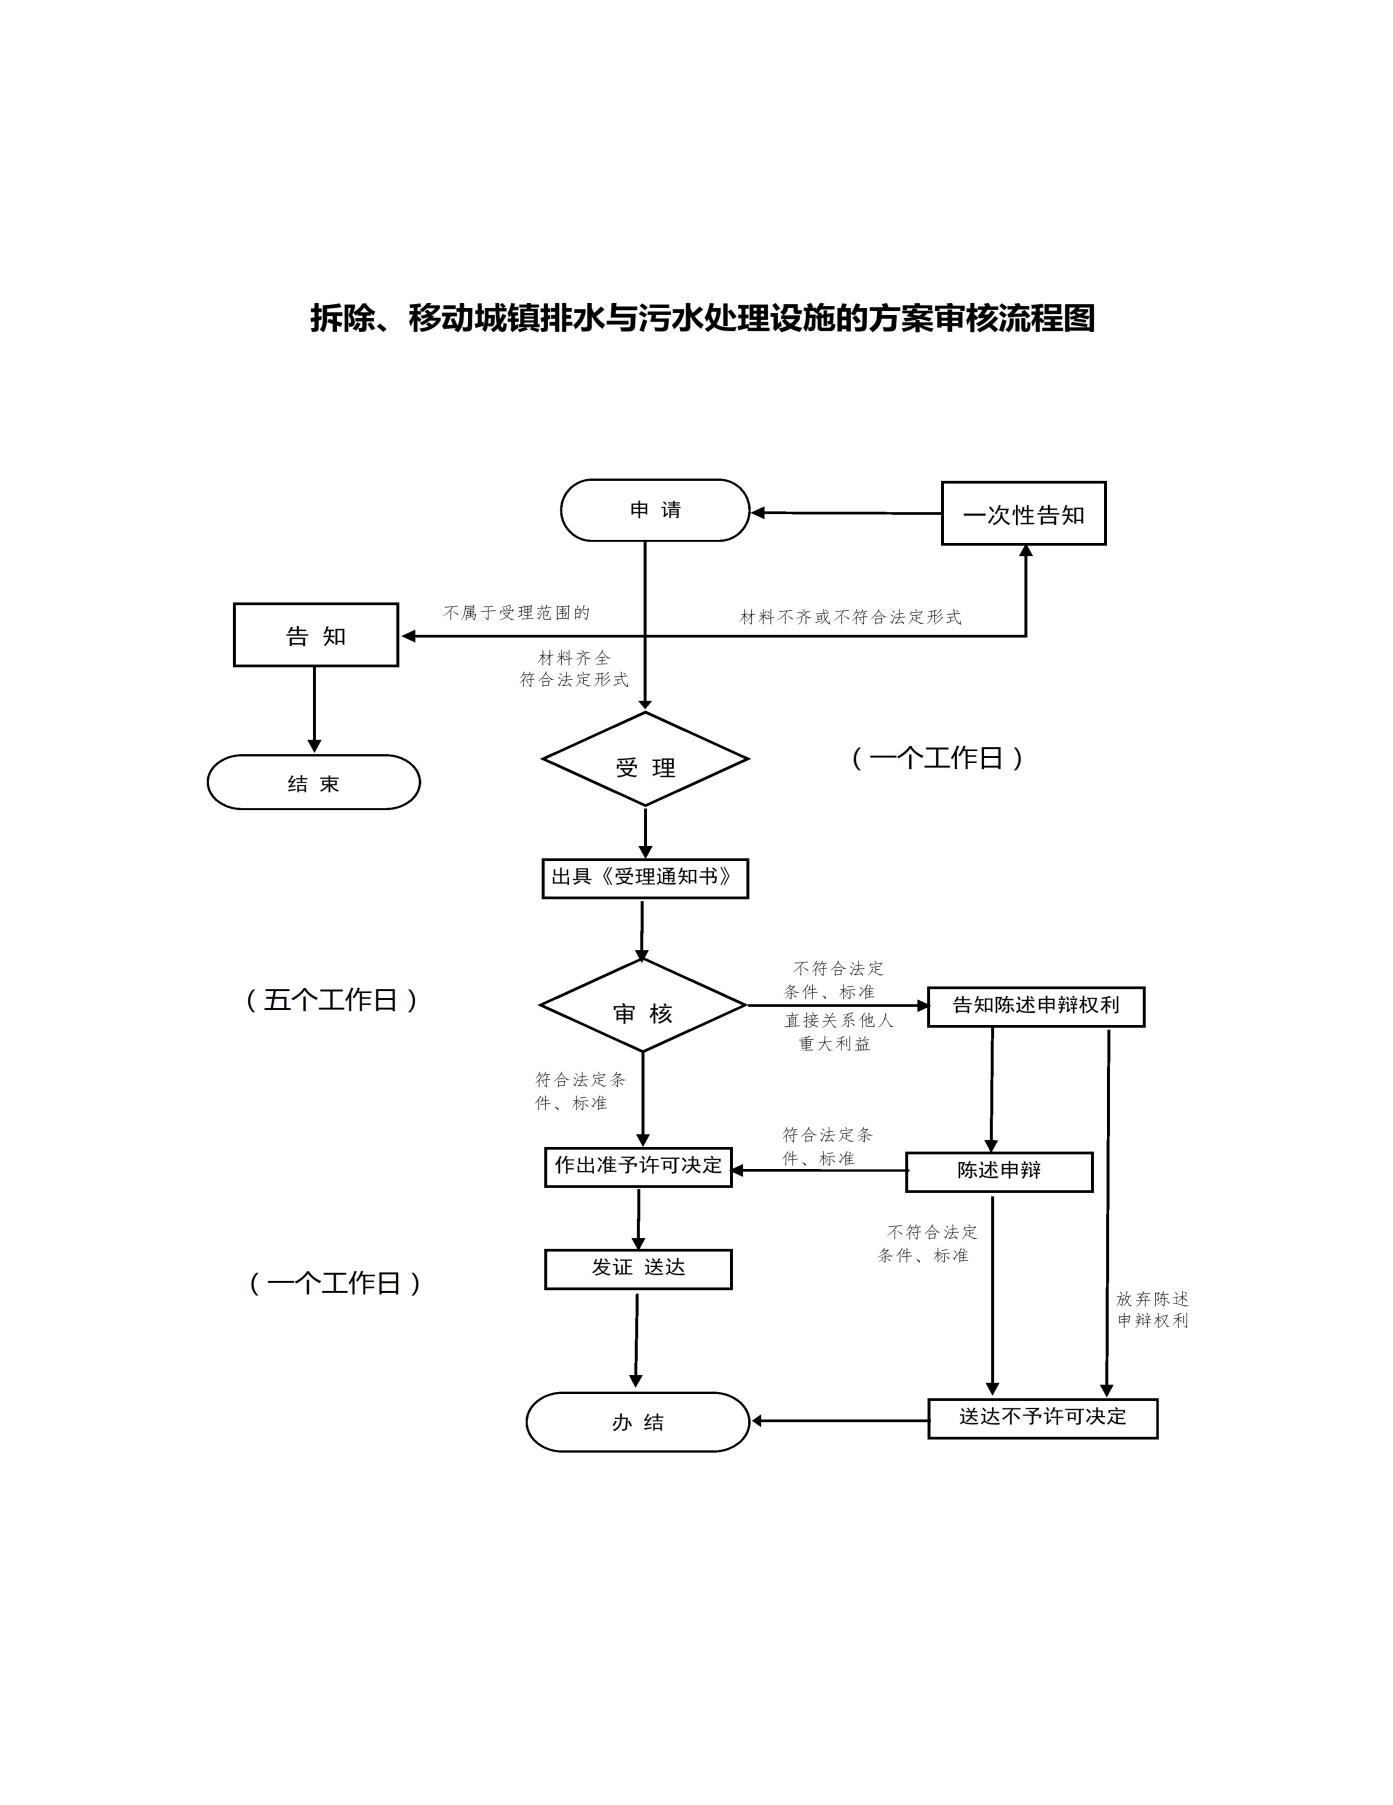 拆除、移动城镇排水与污水处理设施的方案审核流程图
申 请
一次性告知
不属于受理范围的
材料不齐或不符合法定形式
告 知
材料齐全
符合法定形式
受 理
（一个工作日）
结 束
出具《受理通知书》
不符合法定
条件、标准
（五个工作日）
审 核
告知陈述申辩权利
直接关系他人
重大利益
符合法定条
件、标准
符合法定条
件、标准
作出准予许可决定
陈述申辩
不符合法定
条件、标准
发证 送达
（一个工作日）
放弃陈述
申辩权利
办 结
送达不予许可决定